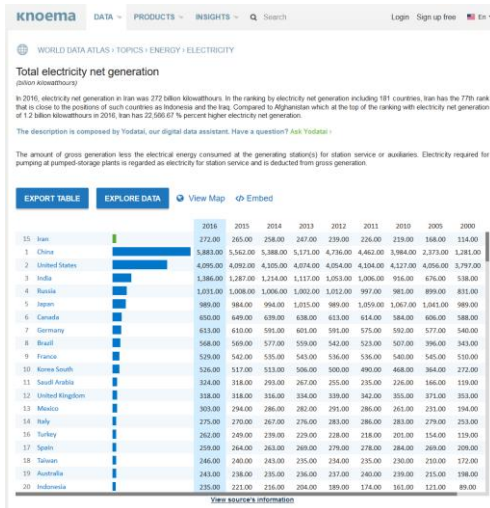 knoema DATA PRODUCTS INSIGHTS Search Login Sign up free En
WORLD DATA ATLAS › TOPICS › ENERGY › ELECTRICITY
Total electricity net generation
(billion kilowatthours)
In 2016, electricity net generation in Iran was 272 billion kilowatthours. In the ranking by electricity net generation including 181 countries, Iran has the 77th rank
that is close to the positions of such countries as Indonesia and the Iraq. Compared to Afghanistan which at the top of the ranking with electricity net generation
of 1.2 billion kilowatthours in 2016, Iran has 22,566.67 % percent higher electricity net generation.
The description is composed by Yodatai, our digital data assistant. Have a question? Ask Yodatai ›
The amount of gross generation less the electrical energy consumed at the generating station(s) for station service or auxiliaries. Electricity required for
pumping at pumped-storage plants is regarded as electricity for station service and is deducted from gross generation.
EXPORT TABLE EXPLORE DATA View Map </> Embed
2016 2015 2014 2013 2012 2011 2010 2005 2000
15 Iran 272.00 265.00 258.00 247.00 239.00 226.00 219.00 168.00 114.00
1 China 5,883.00 5,562.00 5,388.00 5,171.00 4,736.00 4,462.00 3,984.00 2,373.00 1,281.00
2 United States 4,095.00 4,092.00 4,105.00 4,074.00 4,054.00 4,104.00 4,127.00 4,056.00 3,797.00
3 India 1,386.00 1,287.00 1,214.00 1,117.00 1,053.00 1,006.00 916.00 676.00 538.00
4 Russia 1,031.00 1,008.00 1,006.00 1,002.00 1,012.00 997.00 981.00 899.00 831.00
5 Japan 989.00 984.00 994.00 1,015.00 989.00 1,059.00 1,067.00 1,041.00 989.00
6 Canada 650.00 649.00 639.00 638.00 613.00 614.00 584.00 606.00 588.00
7 Germany 613.00 610.00 591.00 601.00 591.00 575.00 592.00 577.00 540.00
8 Brazil 568.00 569.00 577.00 559.00 542.00 523.00 507.00 396.00 343.00
9 France 529.00 542.00 535.00 543.00 536.00 536.00 540.00 545.00 510.00
10 Korea South 526.00 517.00 513.00 506.00 500.00 490.00 468.00 364.00 272.00
11 Saudi Arabia 324.00 318.00 293.00 267.00 255.00 235.00 226.00 166.00 119.00
12 United Kingdom 318.00 318.00 316.00 334.00 339.00 342.00 355.00 371.00 353.00
13 Mexico 303.00 294.00 286.00 282.00 291.00 286.00 261.00 231.00 194.00
14 Italy 275.00 270.00 267.00 276.00 283.00 286.00 283.00 279.00 253.00
16 Turkey 262.00 249.00 239.00 229.00 228.00 218.00 201.00 154.00 119.00
17 Spain 259.00 264.00 263.00 269.00 279.00 278.00 284.00 269.00 209.00
18 Taiwan 246.00 240.00 243.00 235.00 234.00 235.00 230.00 210.00 172.00
19 Australia 243.00 238.00 235.00 236.00 237.00 240.00 239.00 215.00 198.00
20 Indonesia 235.00 221.00 216.00 204.00 189.00 174.00 161.00 121.00 89.00
View source's information